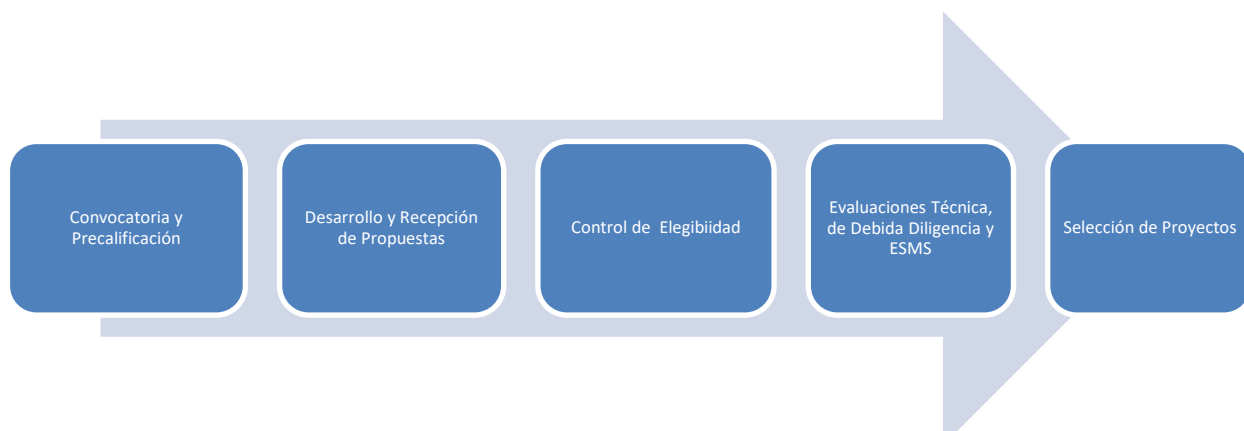 Convocatoria y
Precalificación
Desarrollo y Recepción
de Propuestas
Control de  Elegibiidad
Evaluaciones Técnica,
de Debida Diligencia y
ESMS
Selección de Proyectos